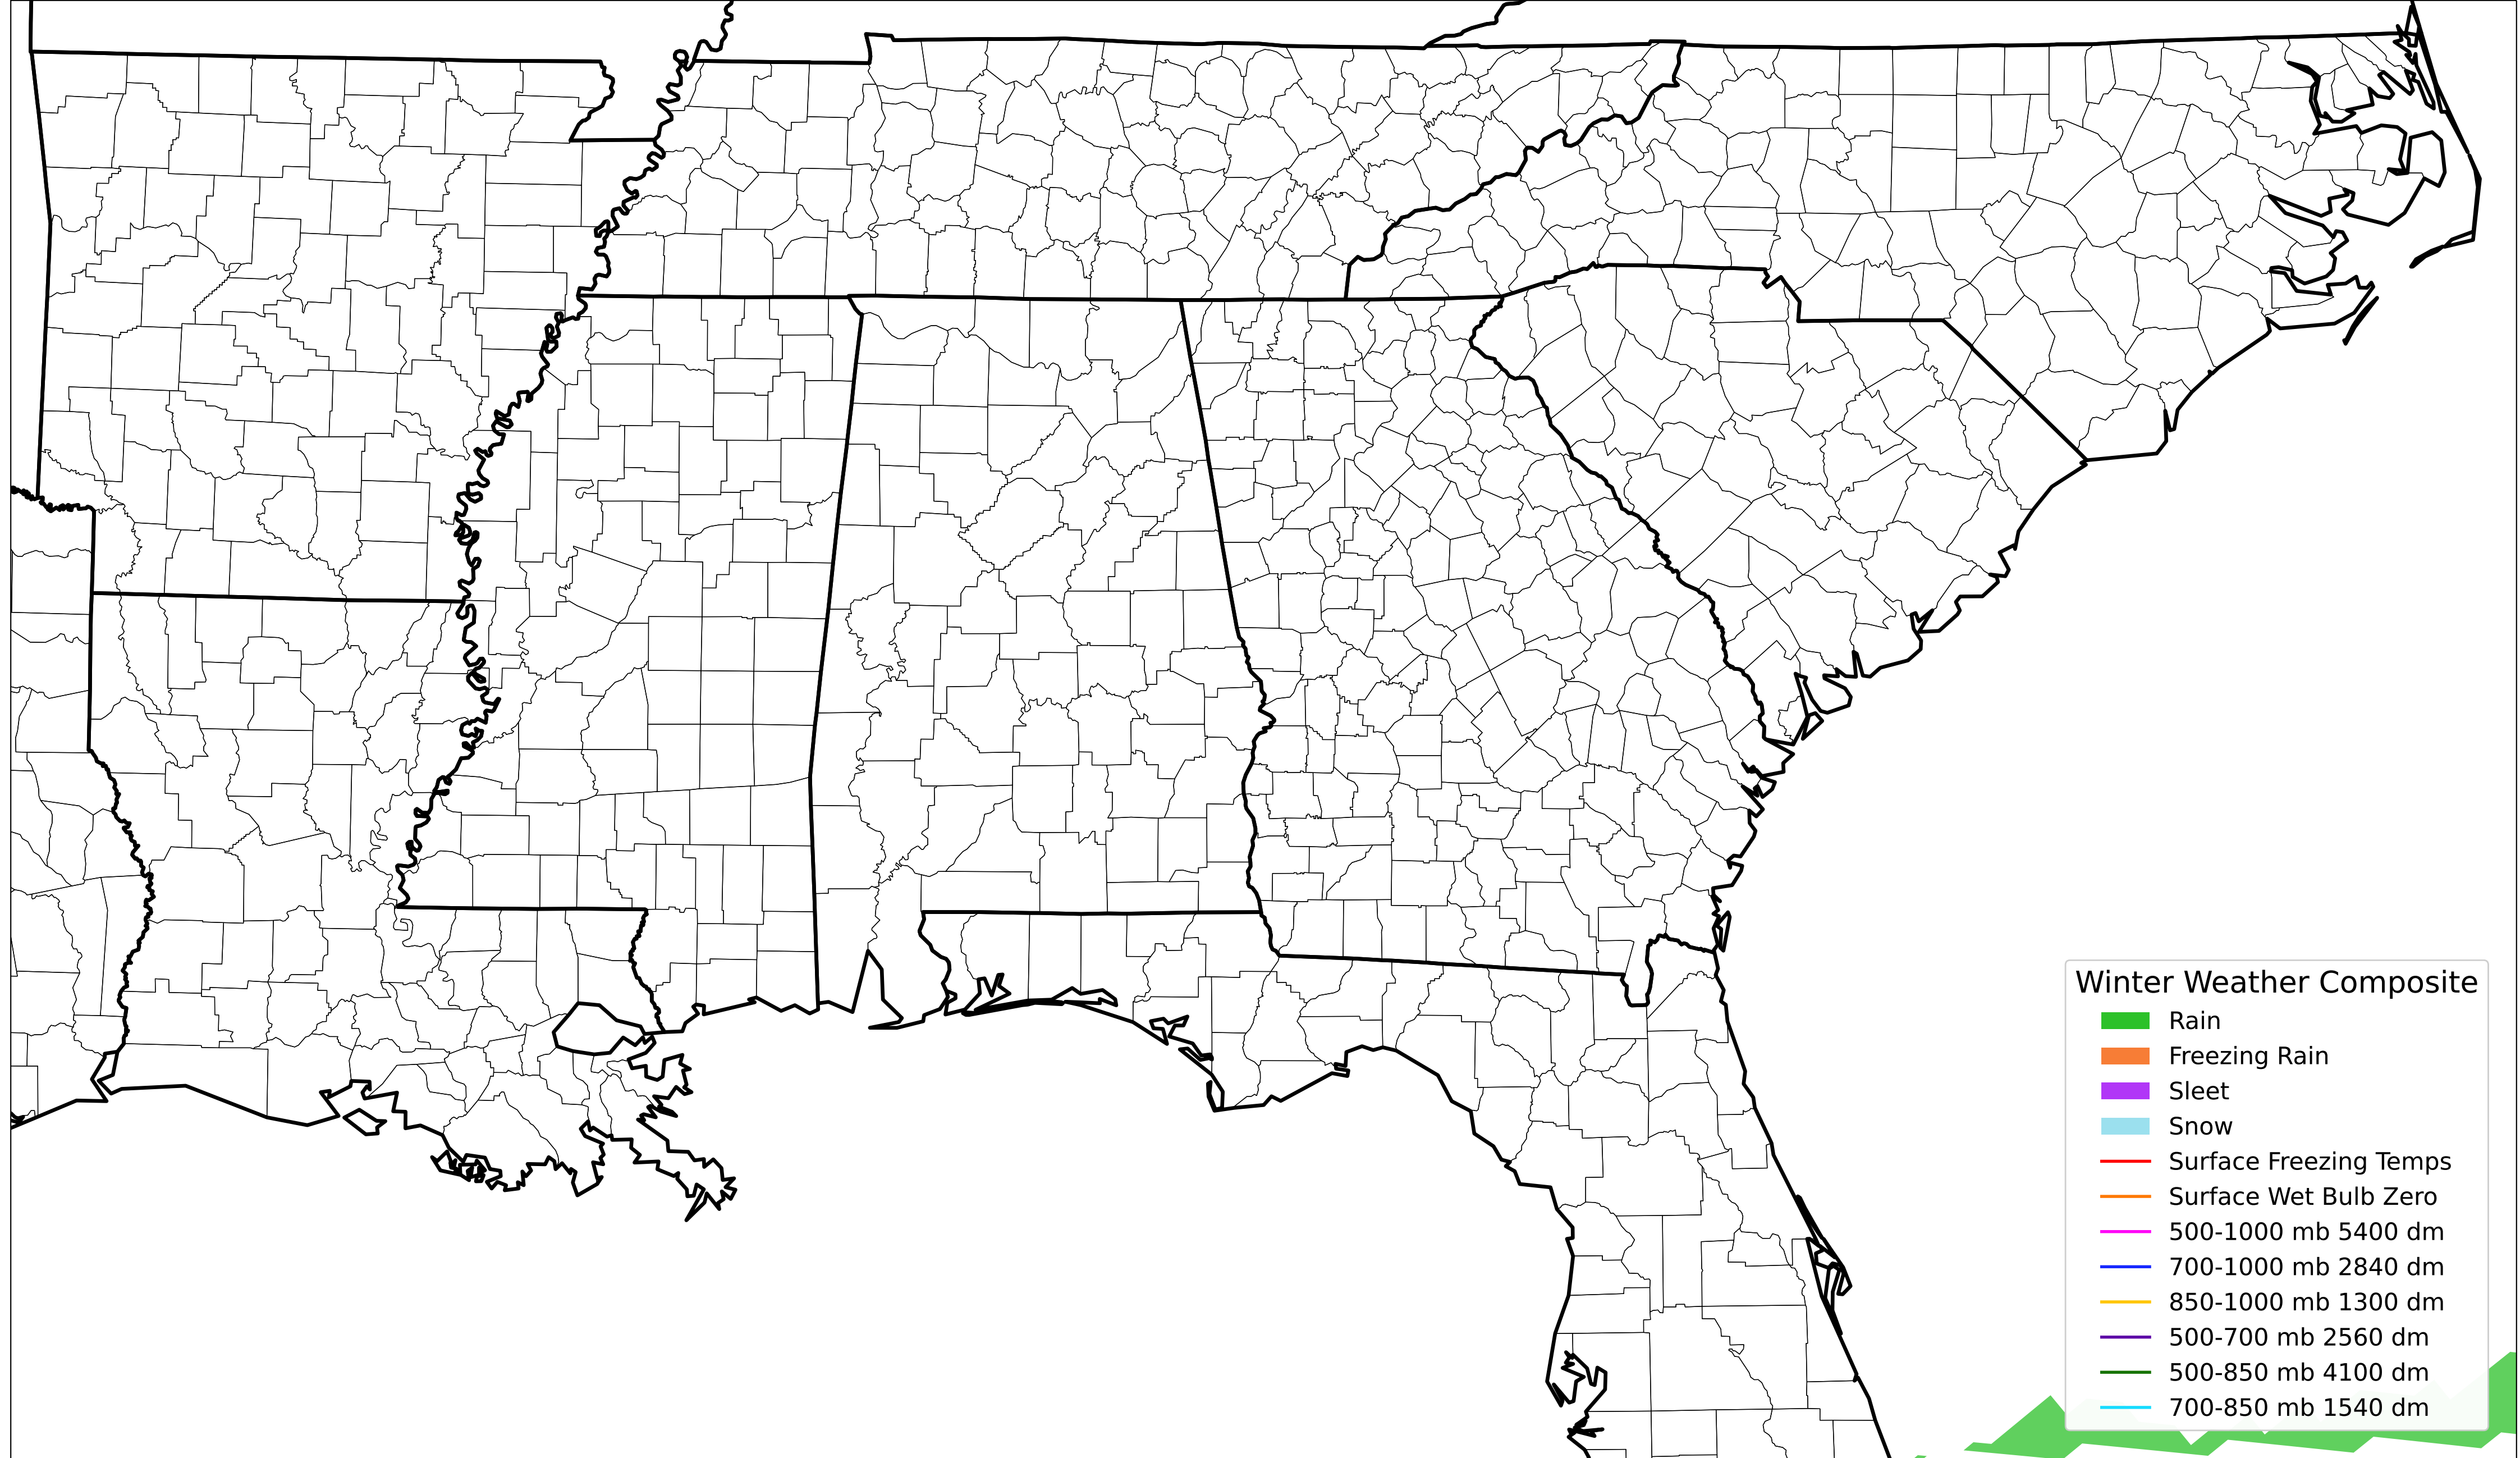 Winter Weather Composite
Rain
Freezing Rain
Sleet
Snow
Surface Freezing Temps
Surface Wet Bulb Zero
500-1000 mb 5400 dm
700-1000 mb 2840 dm
850-1000 mb 1300 dm
500-700 mb 2560 dm
500-850 mb 4100 dm
700-850 mb 1540 dm